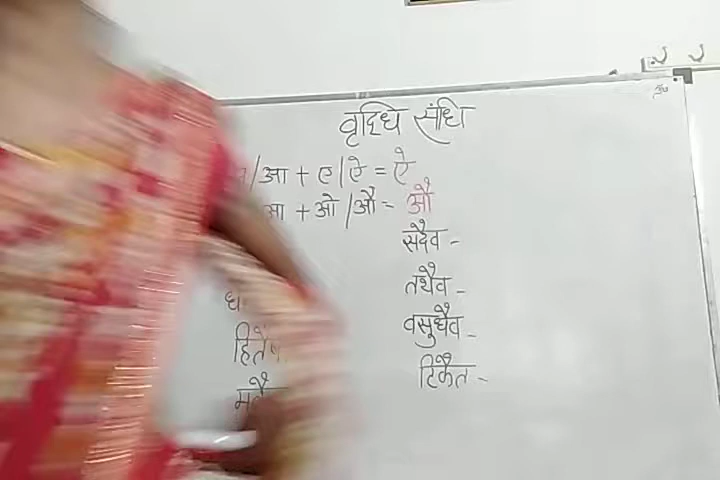 वृद्धि संधि
/आ + ए/ऐ = ऐ
आ + ओ/औ = औ
सदैव -
तथैव -
वसुधैव -
टिकैत -